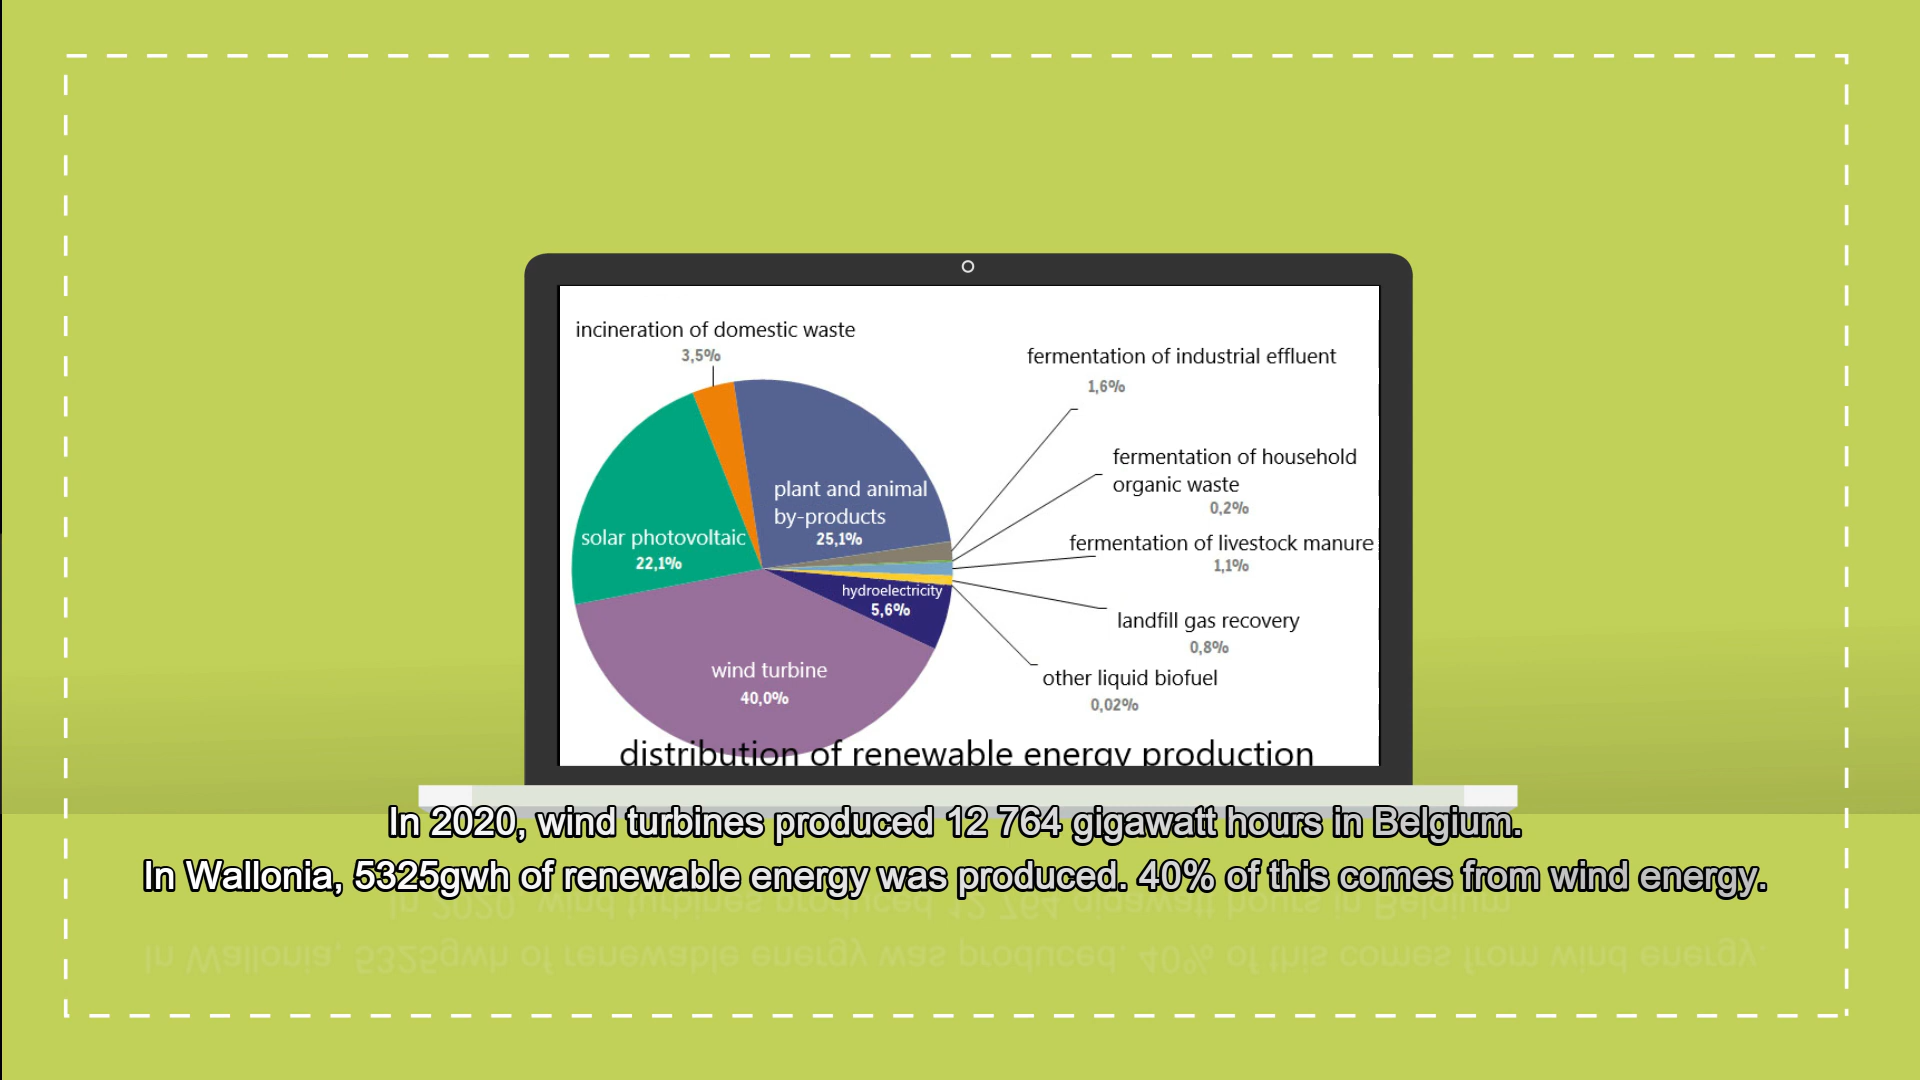 incineration of domestic waste
3,5%
fermentation of industrial effluent
1,6%
fermentation of household
organic waste
0,2%
plant and animal
by-products
25,1%
solar photovoltaic
22,1%
fermentation of livestock manure
1,1%
hydroelectricity
5,6%
landfill gas recovery
0,8%
wind turbine
40,0%
other liquid biofuel
0,02%
distribution of renewable energy production
In 2020, wind turbines produced 12 764 gigawatt hours in Belgium.
In Wallonia, 5325gwh of renewable energy was produced. 40% of this comes from wind energy.